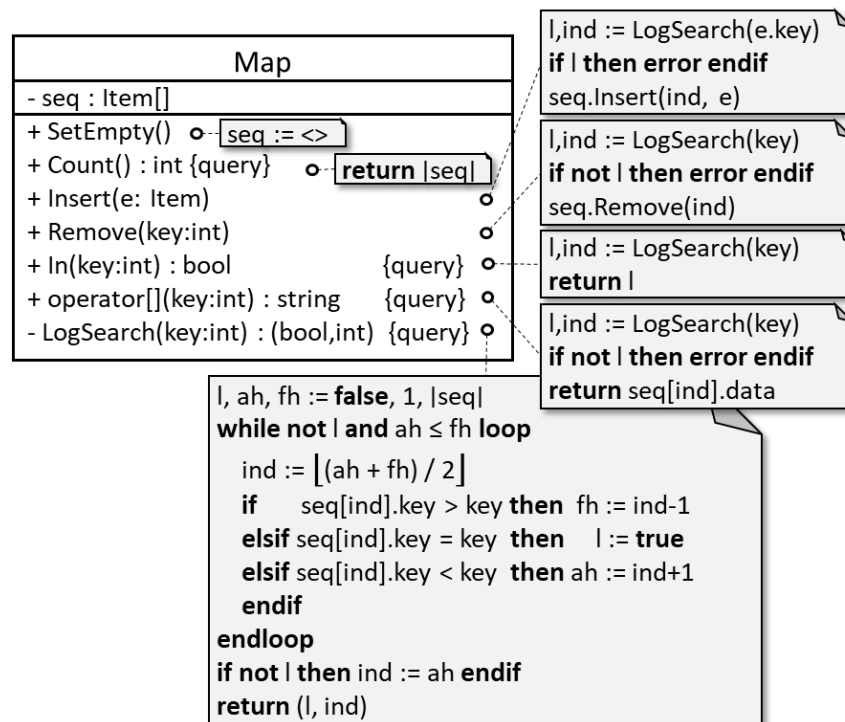 Map
- seq : Item[]
+ SetEmpty()
seq := <>
+ Count() : int {query}
return |seq|
+ Insert(e: Item)
+ Remove(key:int)
+ In(key:int) : bool {query}
+ operator[](key:int) : string {query}
- LogSearch(key:int) : (bool,int) {query}
l,ind := LogSearch(e.key)
if l then error endif
seq.Insert(ind, e)
l,ind := LogSearch(key)
if not l then error endif
seq.Remove(ind)
l,ind := LogSearch(key)
return l
l,ind := LogSearch(key)
if not l then error endif
return seq[ind].data
l, ah, fh := false, 1, |seq|
while not l and ah ≤ fh loop
ind := ⌊(ah + fh) / 2⌋
if seq[ind].key > key then fh := ind-1
elsif seq[ind].key = key then l := true
elsif seq[ind].key < key then ah := ind+1
endif
endloop
if not l then ind := ah endif
return (l, ind)